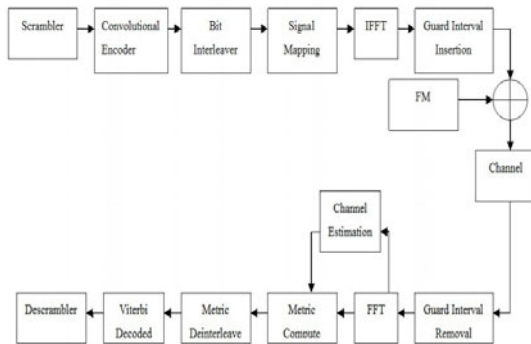 Scrambler
Convolutional
Encoder
Bit
Interleaver
Signal
Mapping
IFFT
Guard Interval
Insertion
FM
Channel
Channel
Estimation
Descrambler
Viterbi
Decoded
Metric
Deinterleave
Metric
Compute
FFT
Guard Interval
Removal